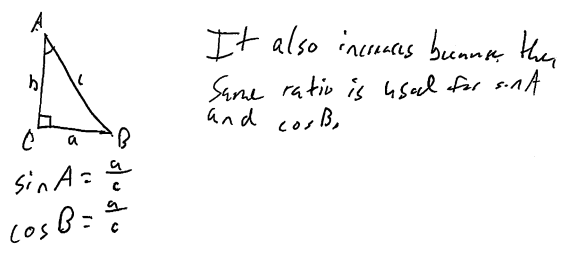 A
b
c
C
a
B
sin A = a/c
cos B = a/c
It also increases because the
same ratio is used for sin A
and cos B.